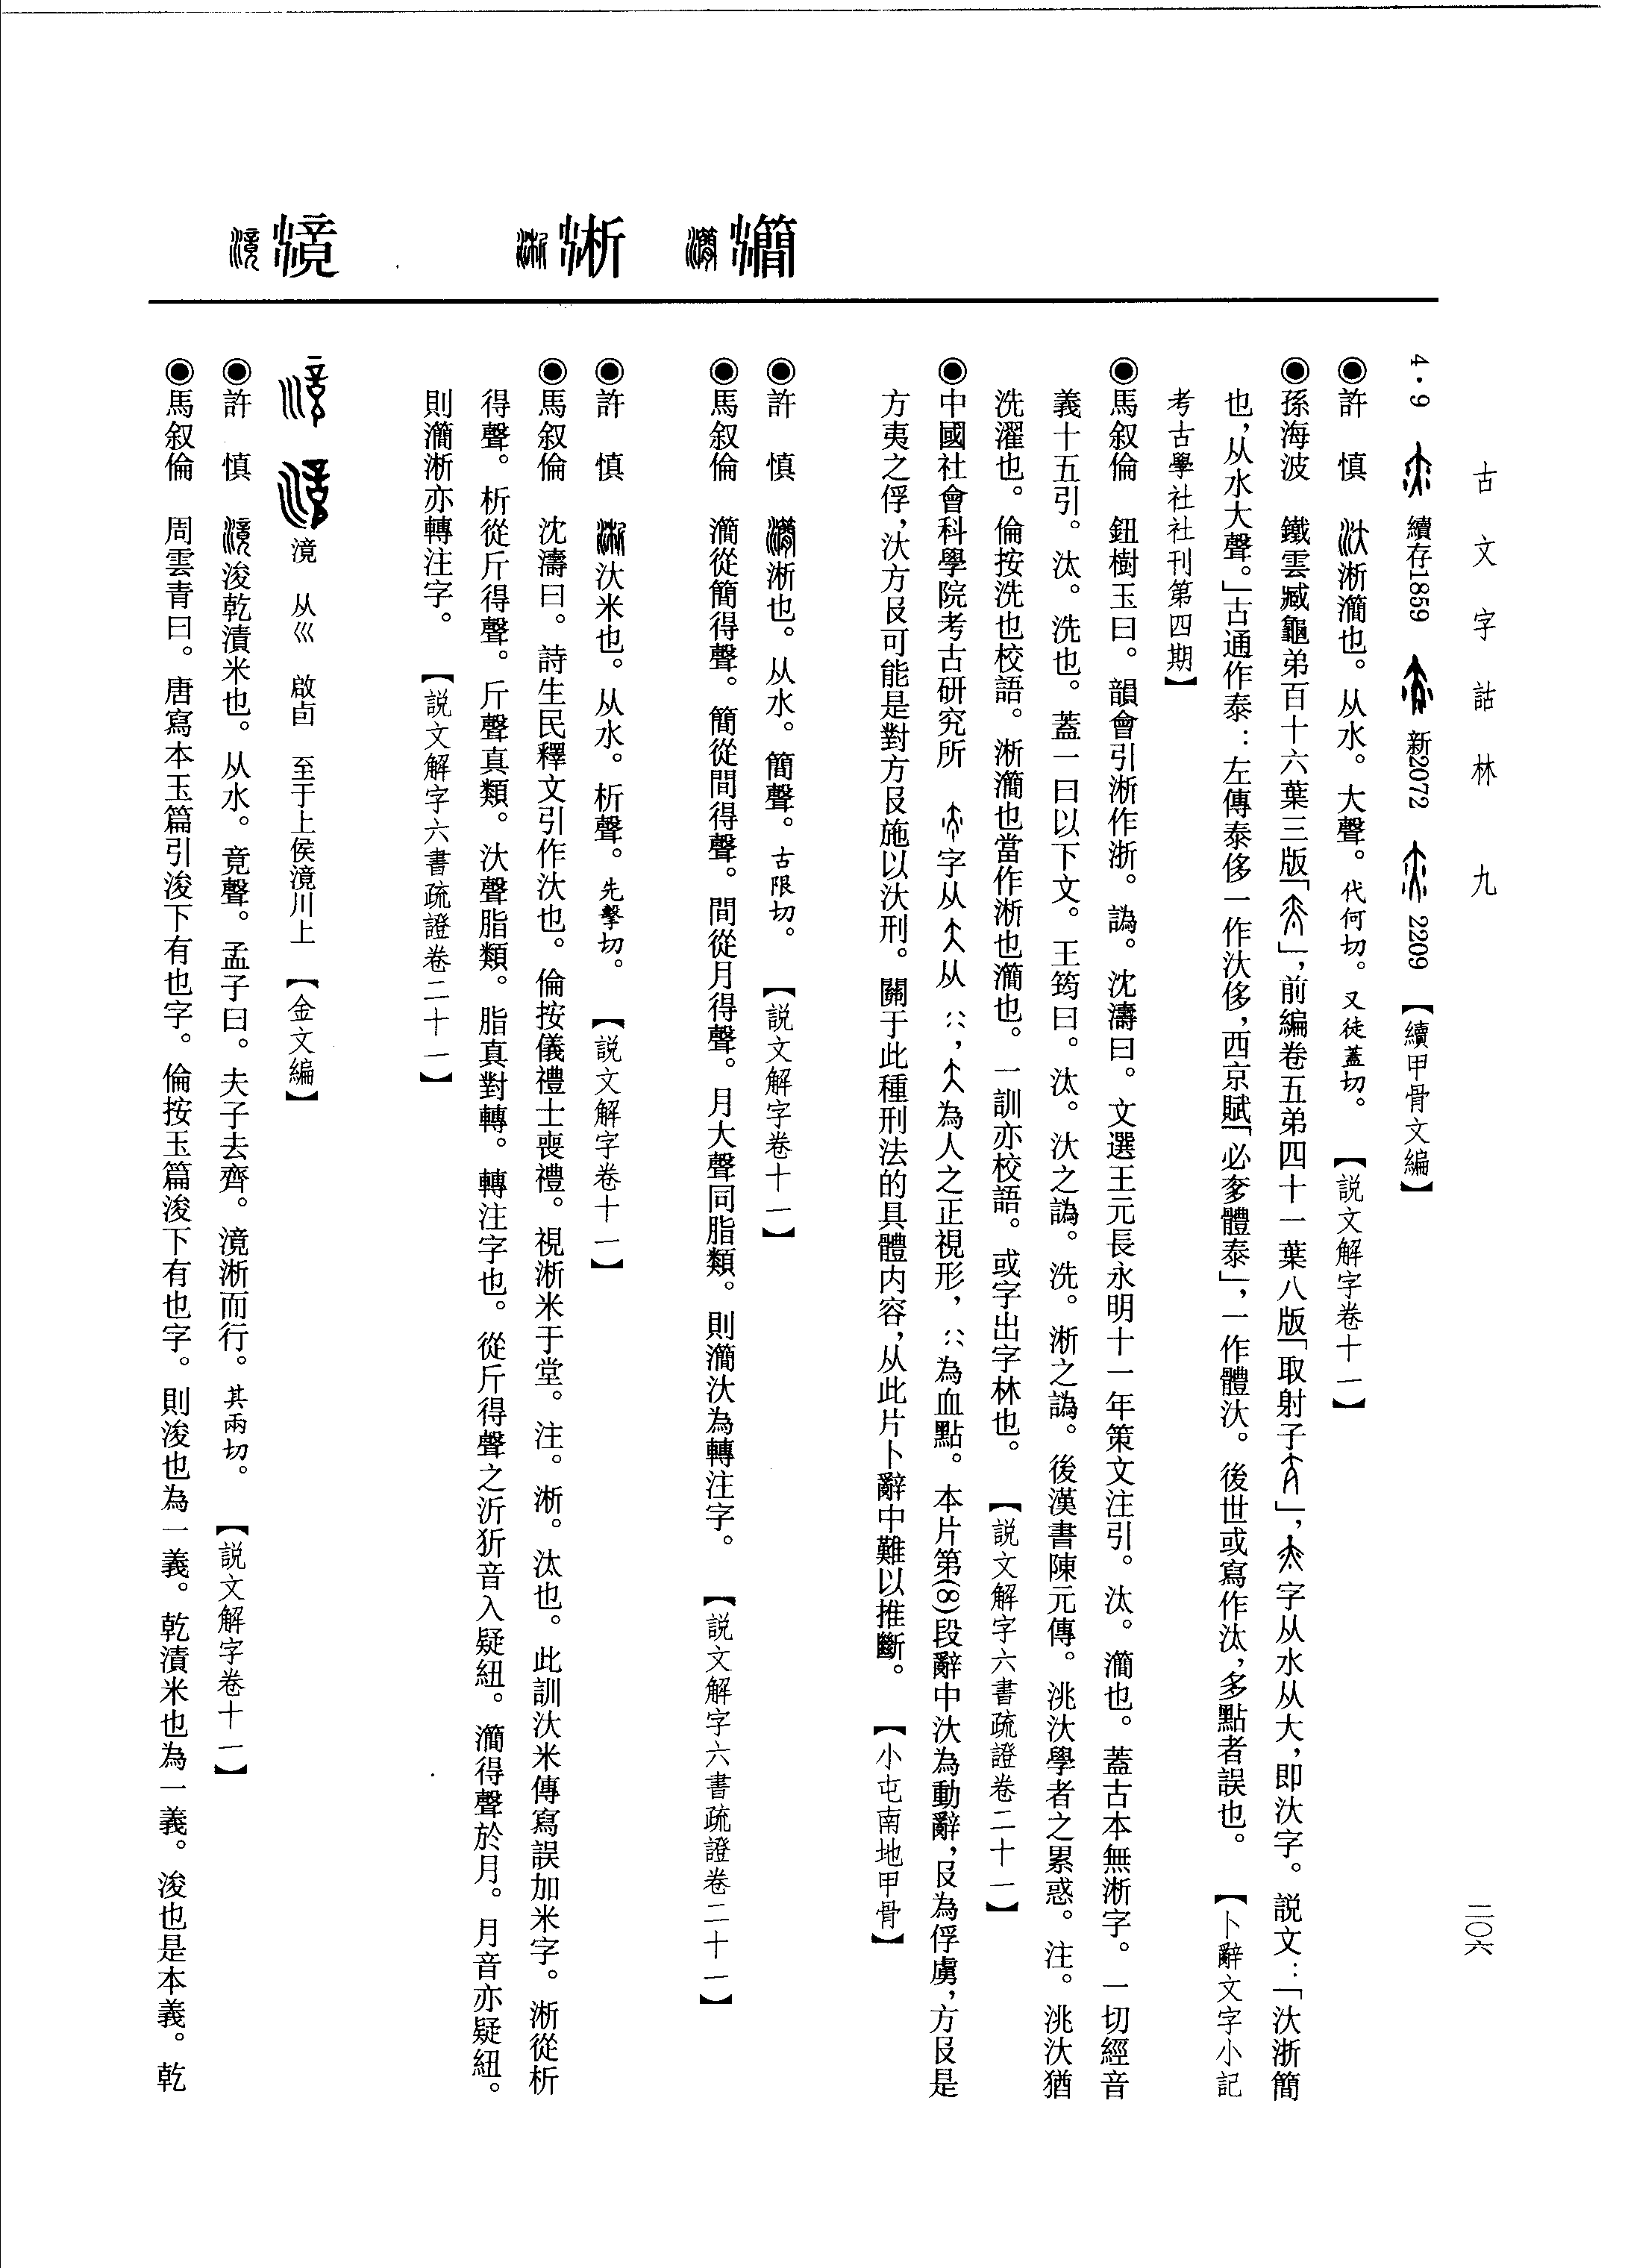 古文字詁林 九
二〇六
4·9 續存1859 新2072 2209 【續甲骨文編】
◉許 慎 汏淅㵎也。从水。大聲。代何切。又徒蓋切。 【説文解字卷十一】
◉孫海波 鐵雲臧龜弟百十六葉三版「」，前編卷五弟四十一葉八版「取射子」，字从水从大，即汏字。説文：「汏浙簡
也，从水大聲。」古通作泰：左傳泰侈一作汏侈，西京賦「必奓體泰」，一作體汏。後世或寫作汰，多點者誤也。 【卜辭文字小記
考古學社社刊第四期】
◉馬叙倫 鈕樹玉曰。韻會引淅作浙。譌。沈濤曰。文選王元長永明十一年策文注引。汰。灡也。蓋古本無淅字。一切經音
義十五引。汰。洗也。蓋一曰以下文。王筠曰。汰。汏之譌。洗。淅之譌。後漢書陳元傳。洮汏學者之累惑。注。洮汏猶
洗濯也。倫按洗也校語。淅灡也當作淅也灡也。一訓亦校語。或字出字林也。 【説文解字六書疏證卷二十一】
◉中國社會科學院考古研究所 字从从，為人之正視形，為血點。本片第(8)段辭中汏為動辭，𠬝為俘虜，方𠬝是
方夷之俘，汏方𠬝可能是對方𠬝施以汏刑。關于此種刑法的具體内容，从此片卜辭中難以推斷。 【小屯南地甲骨】
灡
◉許 慎 淅也。从水。簡聲。古限切。 【説文解字卷十一】
◉馬叙倫 灡從簡得聲。簡從間得聲。間從月得聲。月大聲同脂類。則灡汏為轉注字。 【説文解字六書疏證卷二十一】
淅
◉許 慎 汏米也。从水。析聲。先擊切。 【説文解字卷十一】
◉馬叙倫 沈濤曰。詩生民釋文引作汏也。倫按儀禮士喪禮。視淅米于堂。注。淅。汰也。此訓汏米傳寫誤加米字。淅從析
得聲。析從斤得聲。斤聲真類。汏聲脂類。脂真對轉。轉注字也。從斤得聲之沂犷音入疑紐。灡得聲於月。月音亦疑紐。
則灡淅亦轉注字。 【説文解字六書疏證卷二十一】
滰
滰 从巛 啟卣 至于上侯滰川上 【金文編】
◉許 慎 浚乾漬米也。从水。竟聲。孟子曰。夫子去齊。滰淅而行。其兩切。 【説文解字卷十一】
◉馬叙倫 周雲青曰。唐寫本玉篇引浚下有也字。倫按玉篇浚下有也字。則浚也為一義。乾漬米也為一義。浚也是本義。乾